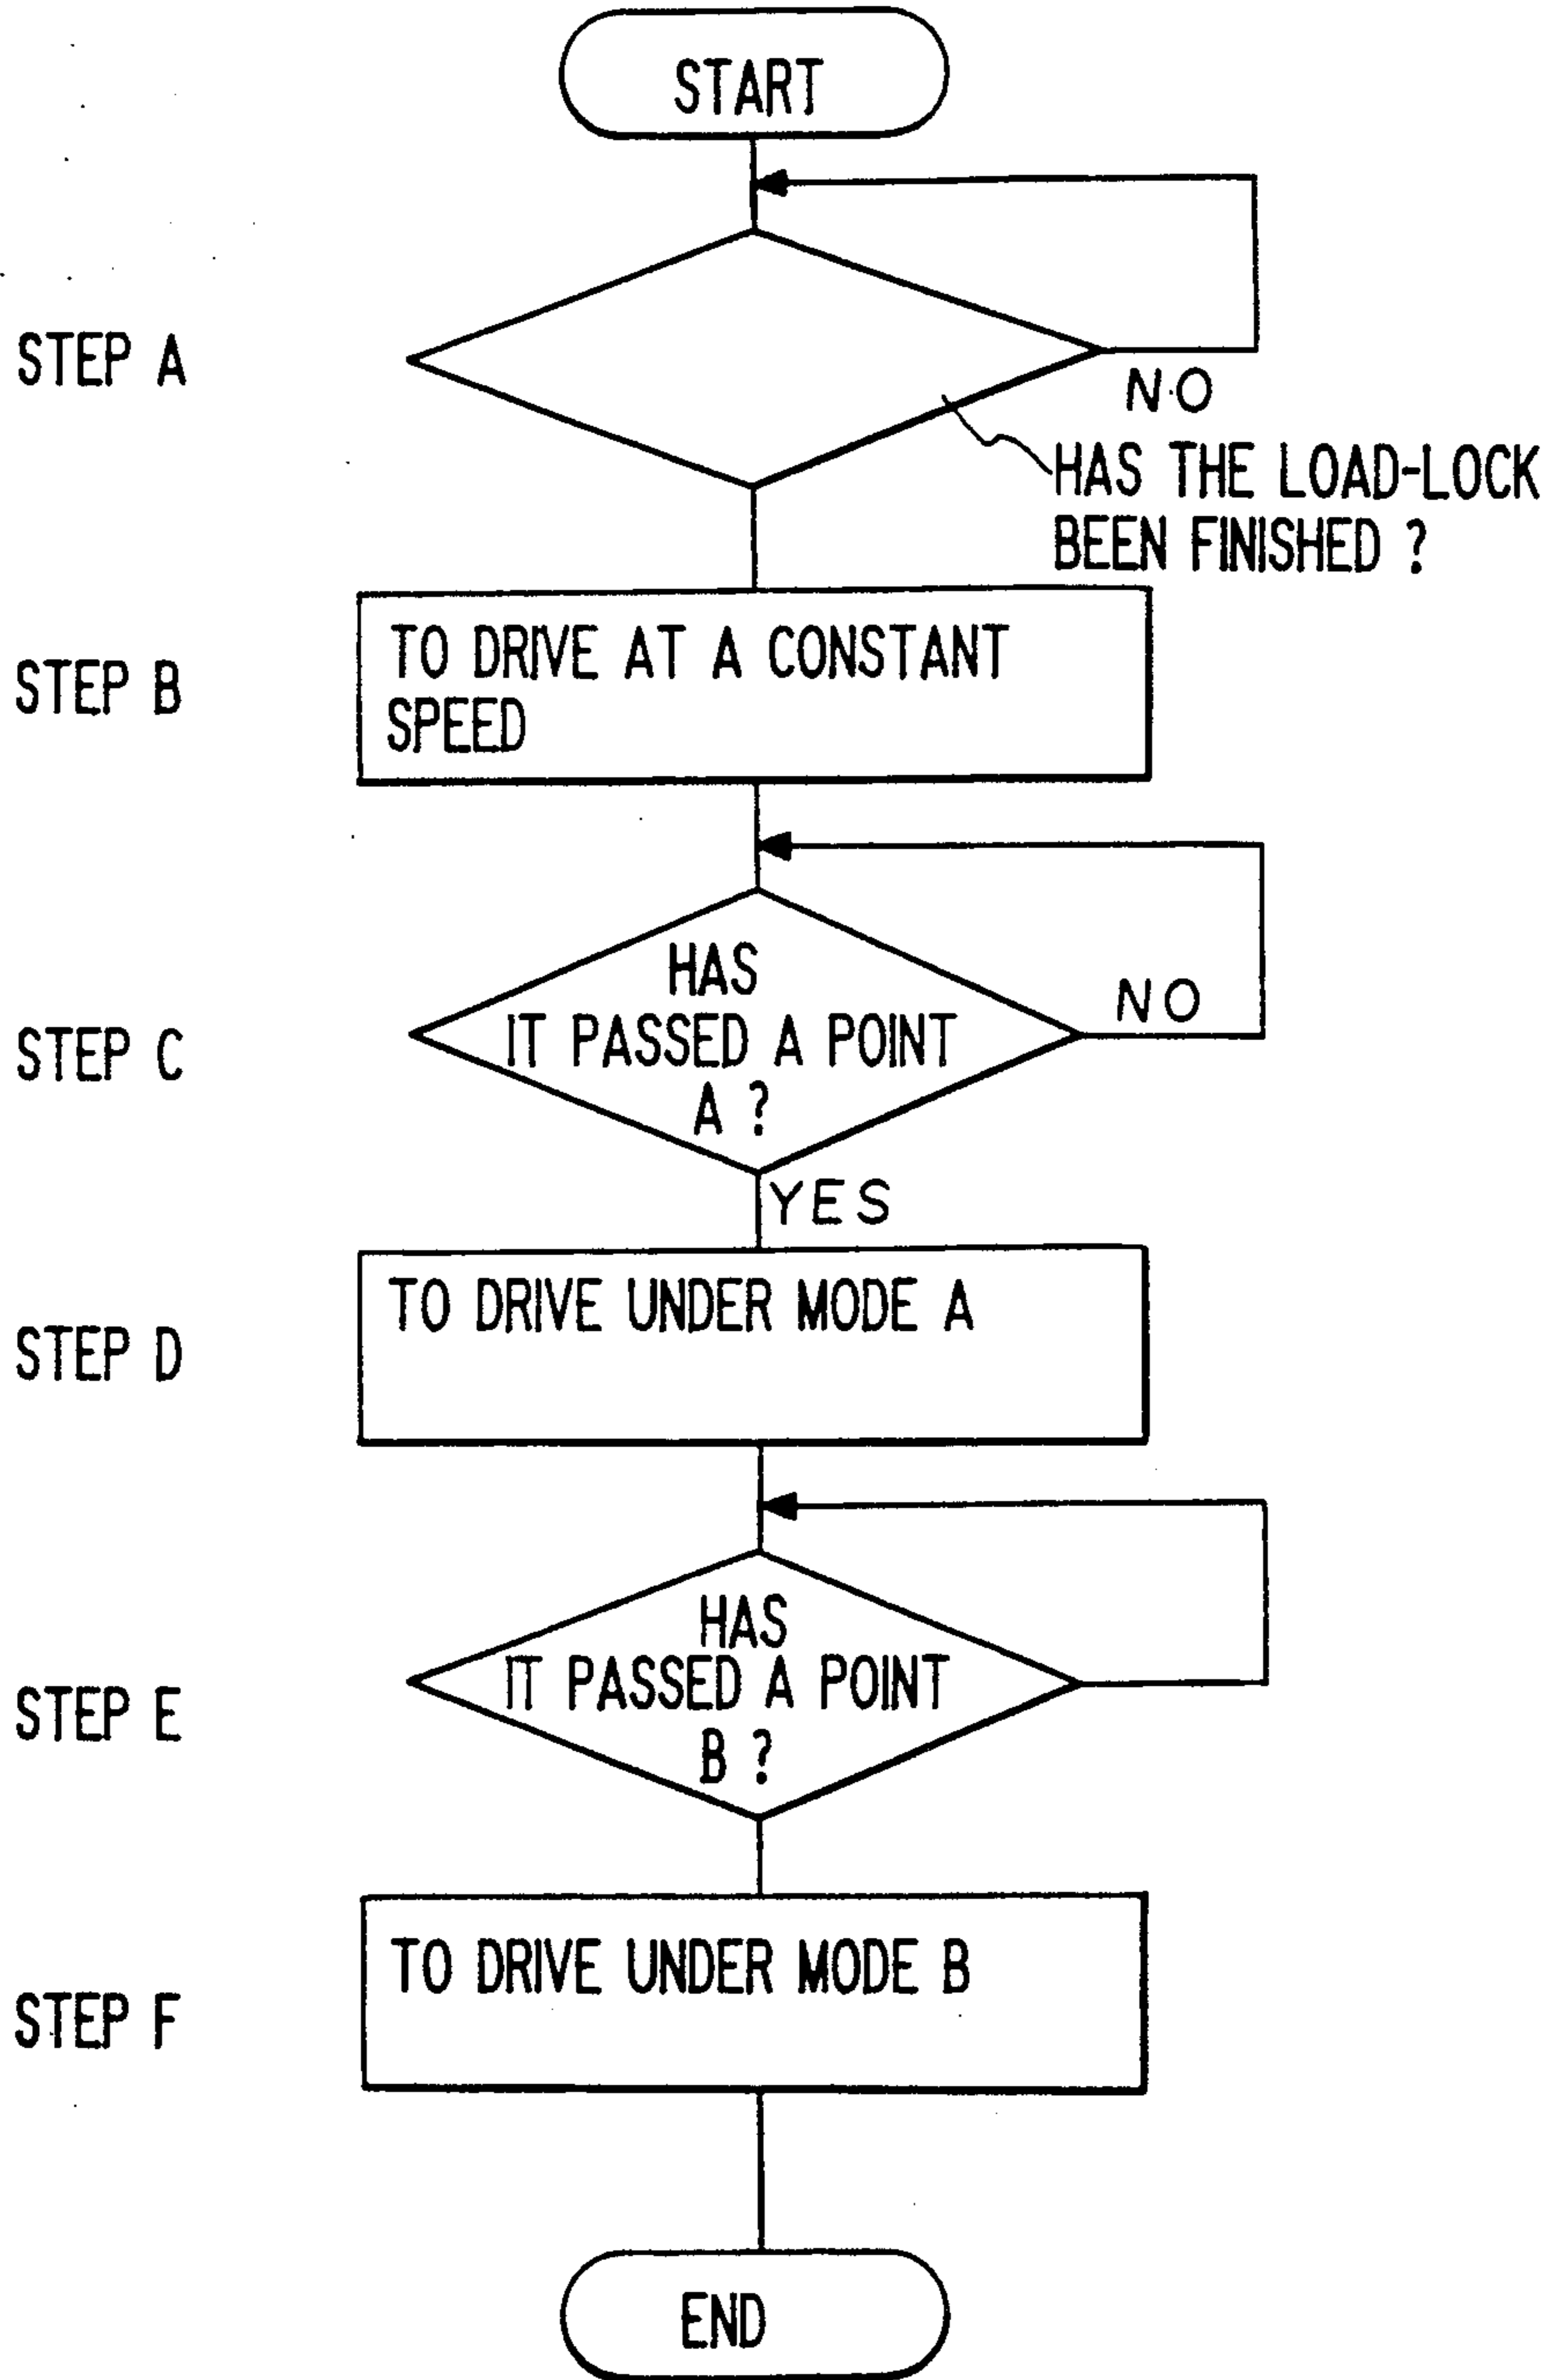 START
STEP A
NO
HAS THE LOAD-LOCK
BEEN FINISHED ?
STEP B
TO DRIVE AT A CONSTANT
SPEED
STEP C
HAS
IT PASSED A POINT
A ?
NO
YES
STEP D
TO DRIVE UNDER MODE A
STEP E
HAS
IT PASSED A POINT
B ?
STEP F
TO DRIVE UNDER MODE B
END